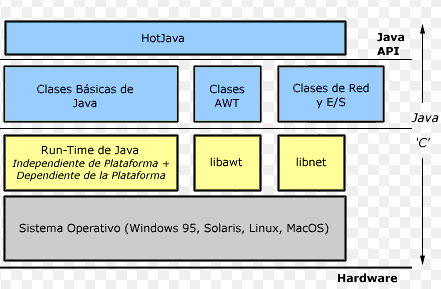 HotJava
Java
API
Clases Básicas de
Java
Clases
AWT
Clases de Red
y E/S
Java
'C'
Run-Time de Java
Independiente de Plataforma +
Dependiente de la Plataforma
libawt
libnet
Sistema Operativo (Windows 95, Solaris, Linux, MacOS)
Hardware